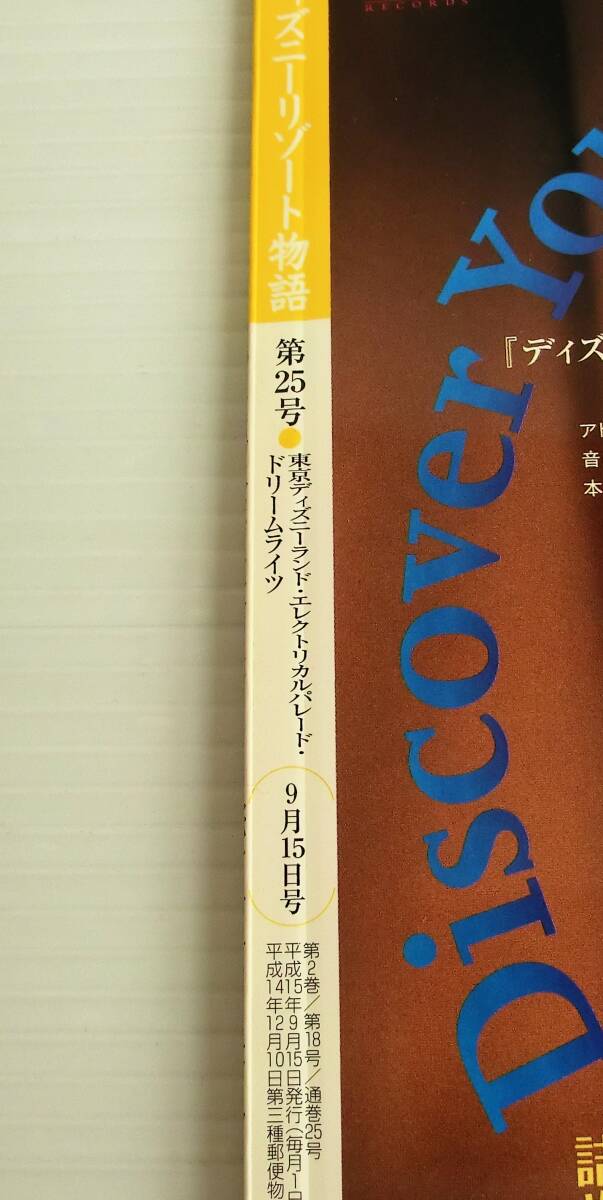 ィズニーリゾート物語
第25号●
東京ディズニーランド・エレクトリカルパレード・
ドリームライツ
9月15日号
第2巻/第18号/通巻25号
平成15年9月15日発行(毎月1日
平成14年12月10日第三種郵便物
RECORDS
Discover Yo
『ディズ
アト
音
本